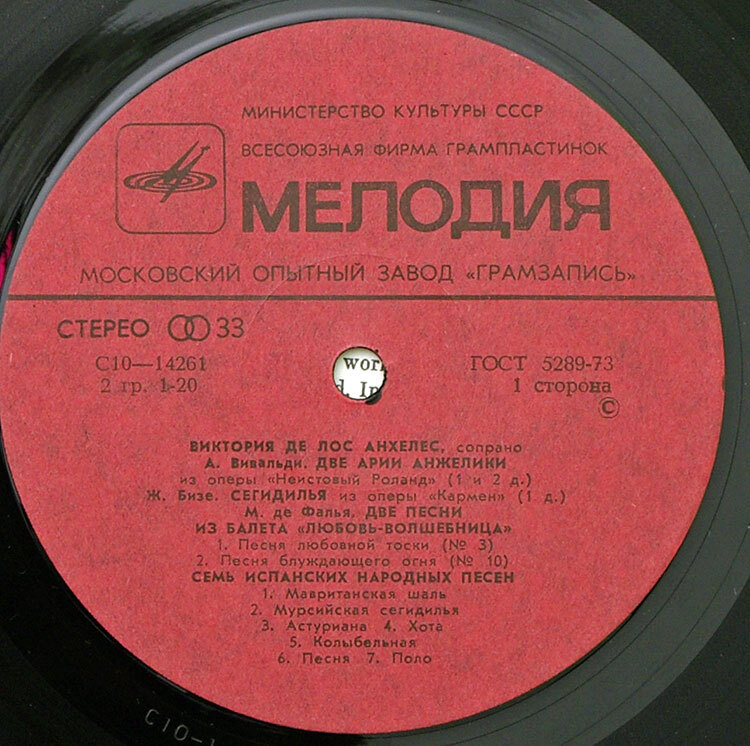 МИНИСТЕРСТВО КУЛЬТУРЫ СССР
ВСЕСОЮЗНАЯ ФИРМА ГРАМПЛАСТИНОК
МЕЛОДИЯ
МОСКОВСКИЙ ОПЫТНЫЙ ЗАВОД «ГРАМЗАПИСЬ»
СТЕРЕО 33
С10—14261 ГОСТ 5289-73
2 гр. 1-20 1 сторона
©
wor
d. In
ВИКТОРИЯ ДЕ ЛОС АНХЕЛЕС, сопрано
А. Вивальди. ДВЕ АРИИ АНЖЕЛИКИ
из оперы «Неистовый Роланд» (1 и 2 д.)
Ж. Бизе. СЕГИДИЛЬЯ из оперы «Кармен» (1 д.)
М. де Фалья. ДВЕ ПЕСНИ
ИЗ БАЛЕТА «ЛЮБОВЬ-ВОЛШЕБНИЦА»
1. Песня любовной тоски (№ 3)
2. Песня блуждающего огня (№ 10)
СЕМЬ ИСПАНСКИХ НАРОДНЫХ ПЕСЕН
1. Мавританская шаль
2. Мурсийская сегидилья
3. Астуриана 4. Хота
5. Колыбельная
6. Песня 7. Поло
С10-1